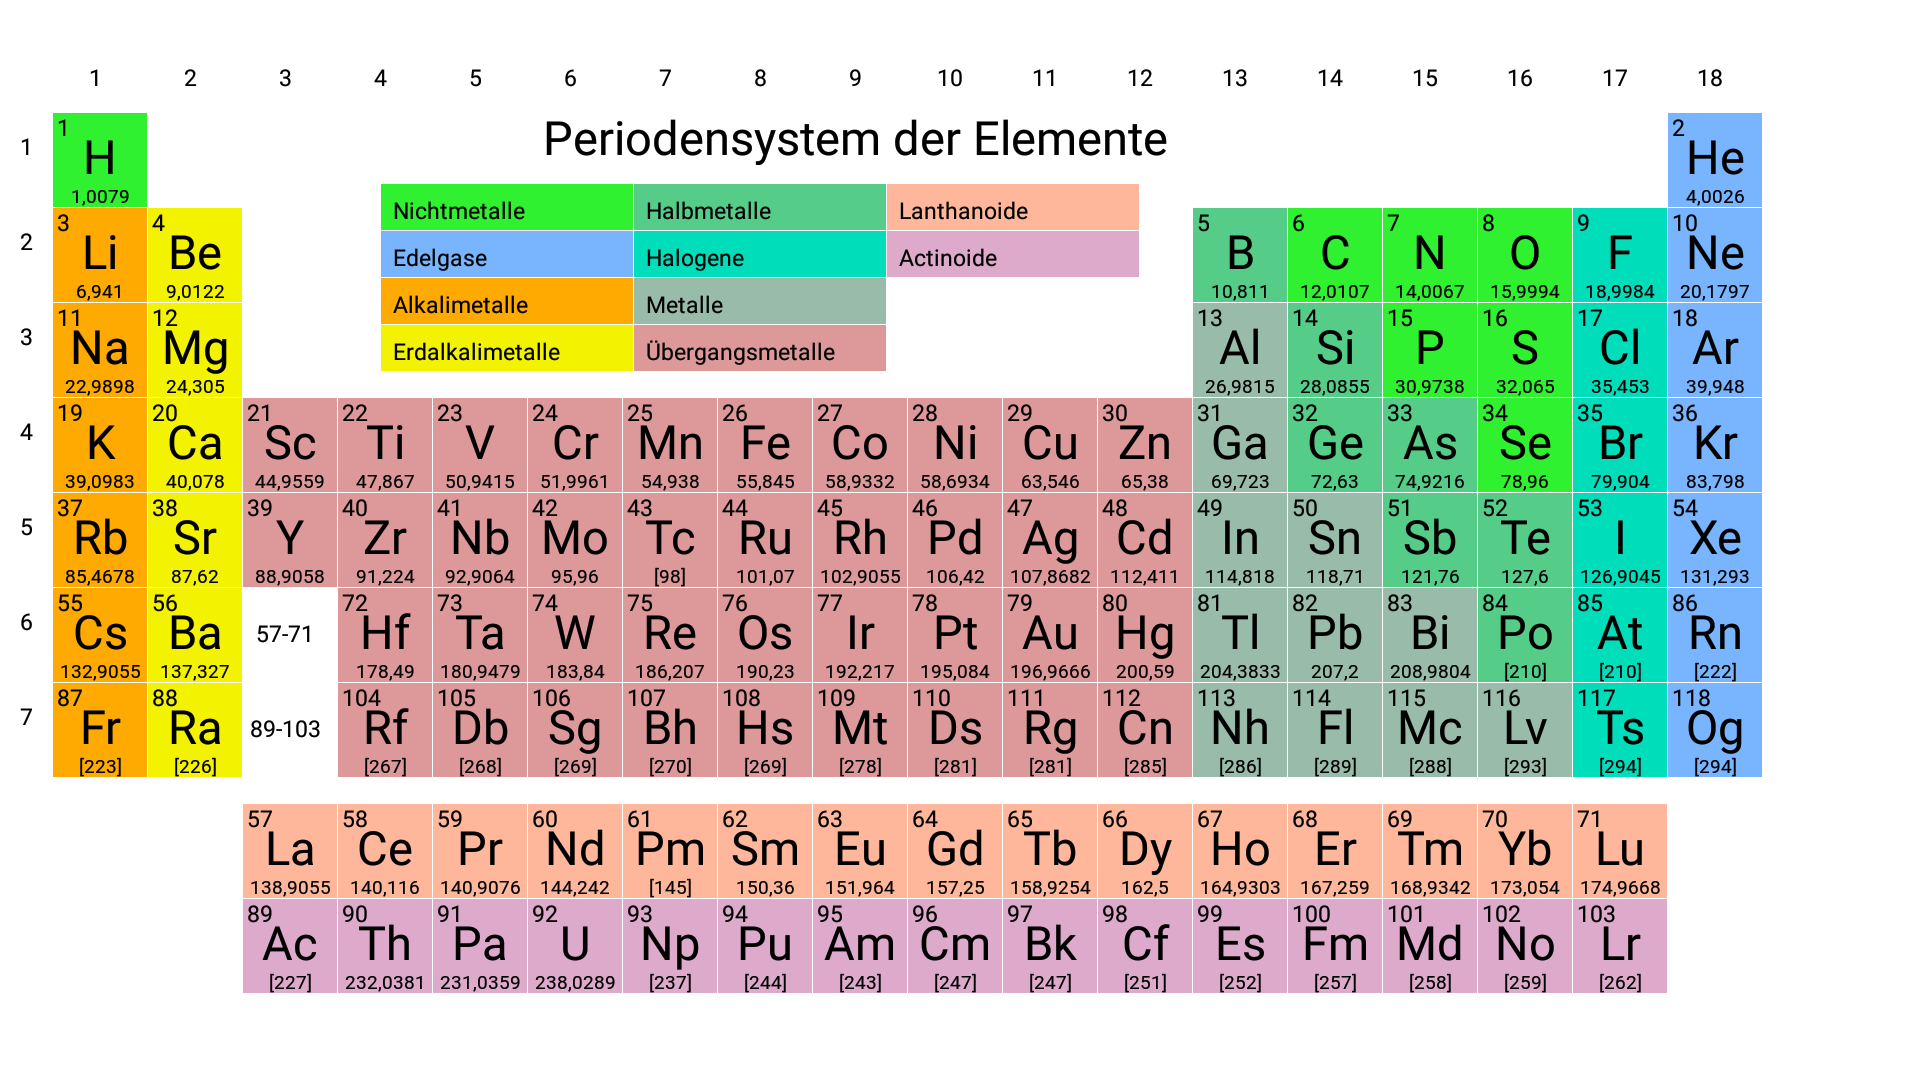 1 2 3 4 5 6 7 8 9 10 11 12 13 14 15 16 17 18
Periodensystem der Elemente
Nichtmetalle Halbmetalle Lanthanoide
Edelgase Halogene Actinoide
Alkalimetalle Metalle
Erdalkalimetalle Übergangsmetalle
1
1 2
H He
1,0079 4,0026
2
3 4 5 6 7 8 9 10
Li Be B C N O F Ne
6,941 9,0122 10,811 12,0107 14,0067 15,9994 18,9984 20,1797
3
11 12 13 14 15 16 17 18
Na Mg Al Si P S Cl Ar
22,9898 24,305 26,9815 28,0855 30,9738 32,065 35,453 39,948
4
19 20 21 22 23 24 25 26 27 28 29 30 31 32 33 34 35 36
K Ca Sc Ti V Cr Mn Fe Co Ni Cu Zn Ga Ge As Se Br Kr
39,0983 40,078 44,9559 47,867 50,9415 51,9961 54,938 55,845 58,9332 58,6934 63,546 65,38 69,723 72,63 74,9216 78,96 79,904 83,798
5
37 38 39 40 41 42 43 44 45 46 47 48 49 50 51 52 53 54
Rb Sr Y Zr Nb Mo Tc Ru Rh Pd Ag Cd In Sn Sb Te I Xe
85,4678 87,62 88,9058 91,224 92,9064 95,96 [98] 101,07 102,9055 106,42 107,8682 112,411 114,818 118,71 121,76 127,6 126,9045 131,293
6
55 56 72 73 74 75 76 77 78 79 80 81 82 83 84 85 86
Cs Ba 57-71 Hf Ta W Re Os Ir Pt Au Hg Tl Pb Bi Po At Rn
132,9055 137,327 178,49 180,9479 183,84 186,207 190,23 192,217 195,084 196,9666 200,59 204,3833 207,2 208,9804 [210] [210] [222]
7
87 88 104 105 106 107 108 109 110 111 112 113 114 115 116 117 118
Fr Ra 89-103 Rf Db Sg Bh Hs Mt Ds Rg Cn Nh Fl Mc Lv Ts Og
[223] [226] [267] [268] [269] [270] [269] [278] [281] [281] [285] [286] [289] [288] [293] [294] [294]
57 58 59 60 61 62 63 64 65 66 67 68 69 70 71
La Ce Pr Nd Pm Sm Eu Gd Tb Dy Ho Er Tm Yb Lu
138,9055 140,116 140,9076 144,242 [145] 150,36 151,964 157,25 158,9254 162,5 164,9303 167,259 168,9342 173,054 174,9668
89 90 91 92 93 94 95 96 97 98 99 100 101 102 103
Ac Th Pa U Np Pu Am Cm Bk Cf Es Fm Md No Lr
[227] 232,0381 231,0359 238,0289 [237] [244] [243] [247] [247] [251] [252] [257] [258] [259] [262]